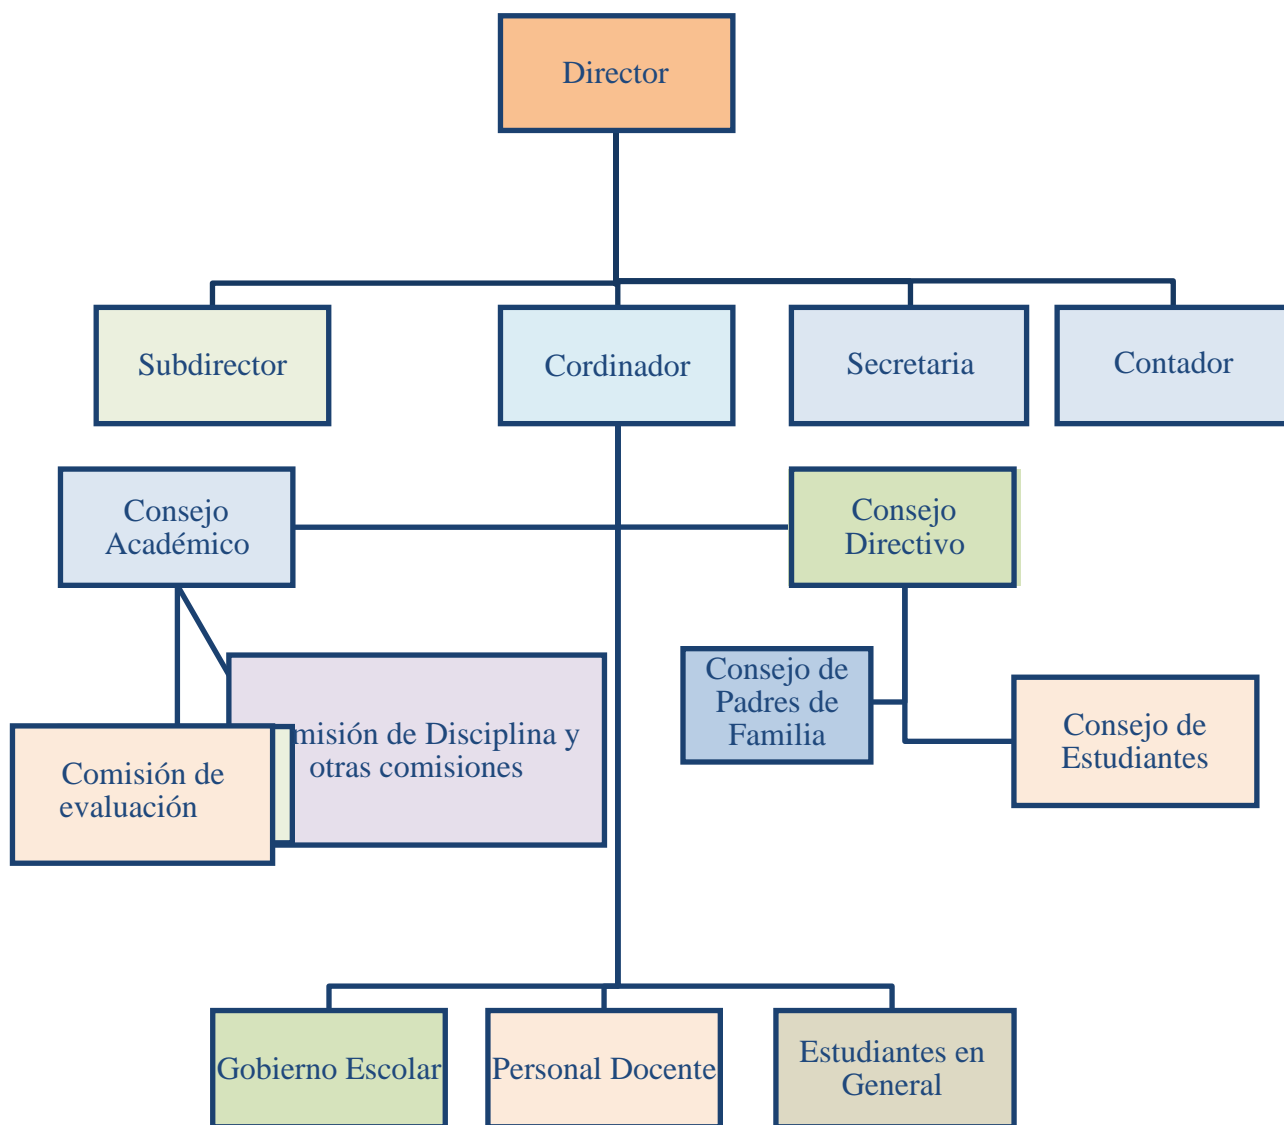 Director
Subdirector
Cordinador
Secretaria
Contador
Consejo
Académico
Consejo
Directivo
Consejo de
Padres de
Familia
Consejo de
Estudiantes
misión de Disciplina y
otras comisiones
Comisión de
evaluación
Gobierno Escolar
Personal Docente
Estudiantes en
General